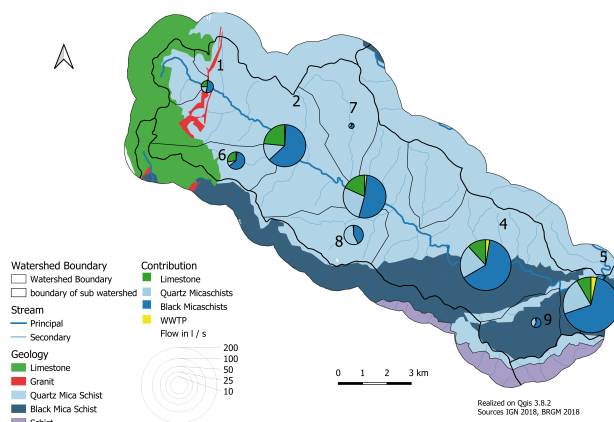 1
2
7
6
8
4
5
9
Watershed Boundary
Watershed Boundary
boundary of sub watershed
Stream
Principal
Secondary
Geology
Limestone
Granit
Quartz Mica Schist
Black Mica Schist
Schist
Contribution
Limestone
Quartz Micaschists
Black Micaschists
WWTP
Flow in l / s
200
100
50
25
10
0 1 2 3 km
Realized on Qgis 3.8.2
Sources IGN 2018, BRGM 2018